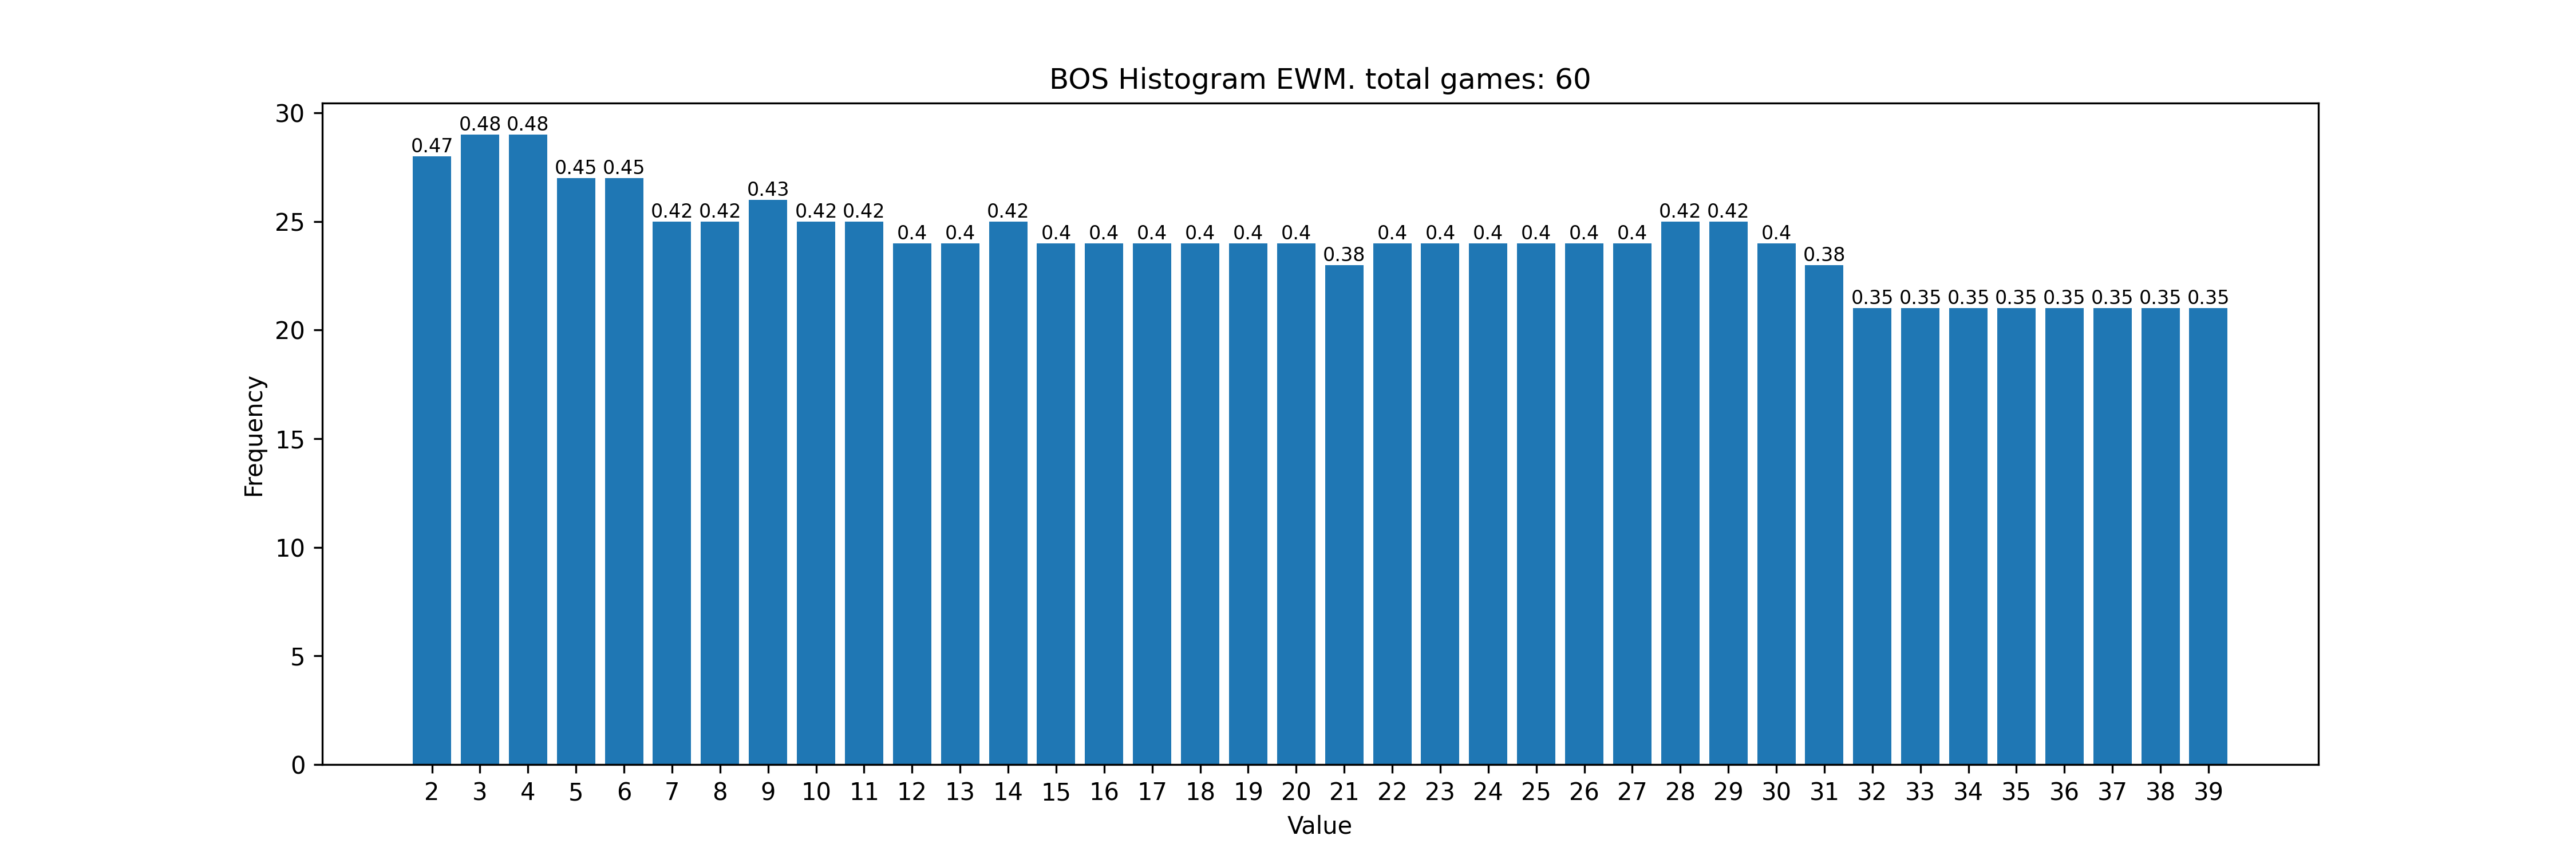 BOS Histogram EWM. total games: 60
30
25
20
15
10
5
0
Frequency
0.47 0.48 0.48 0.45 0.45 0.42 0.42 0.43 0.42 0.42 0.4 0.4 0.42 0.4 0.4 0.4 0.4 0.4 0.4 0.38 0.4 0.4 0.4 0.4 0.4 0.4 0.42 0.42 0.4 0.38 0.35 0.35 0.35 0.35 0.35 0.35 0.35 0.35
2 3 4 5 6 7 8 9 10 11 12 13 14 15 16 17 18 19 20 21 22 23 24 25 26 27 28 29 30 31 32 33 34 35 36 37 38 39
Value